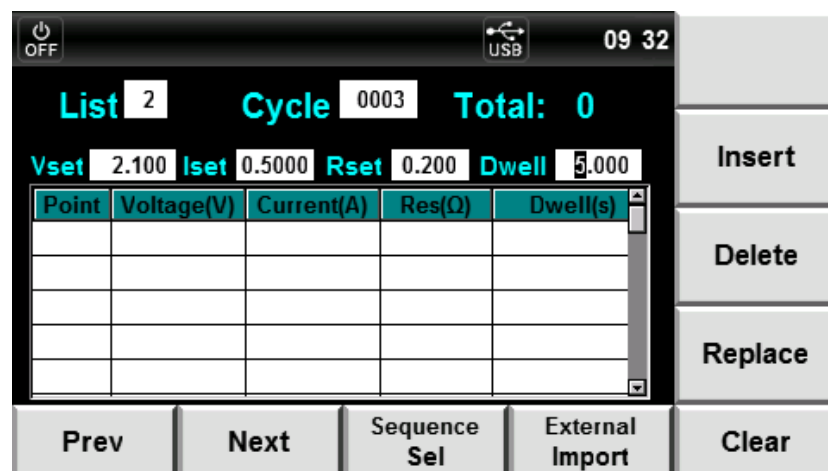 OFF USB 09 32
List 2 Cycle 0003 Total: 0
Vset 2.100 Iset 0.5000 Rset 0.200 Dwell 5.000
Point Voltage(V) Current(A) Res(Ω) Dwell(s)
Insert
Delete
Replace
Prev Next Sequence Sel External Import Clear